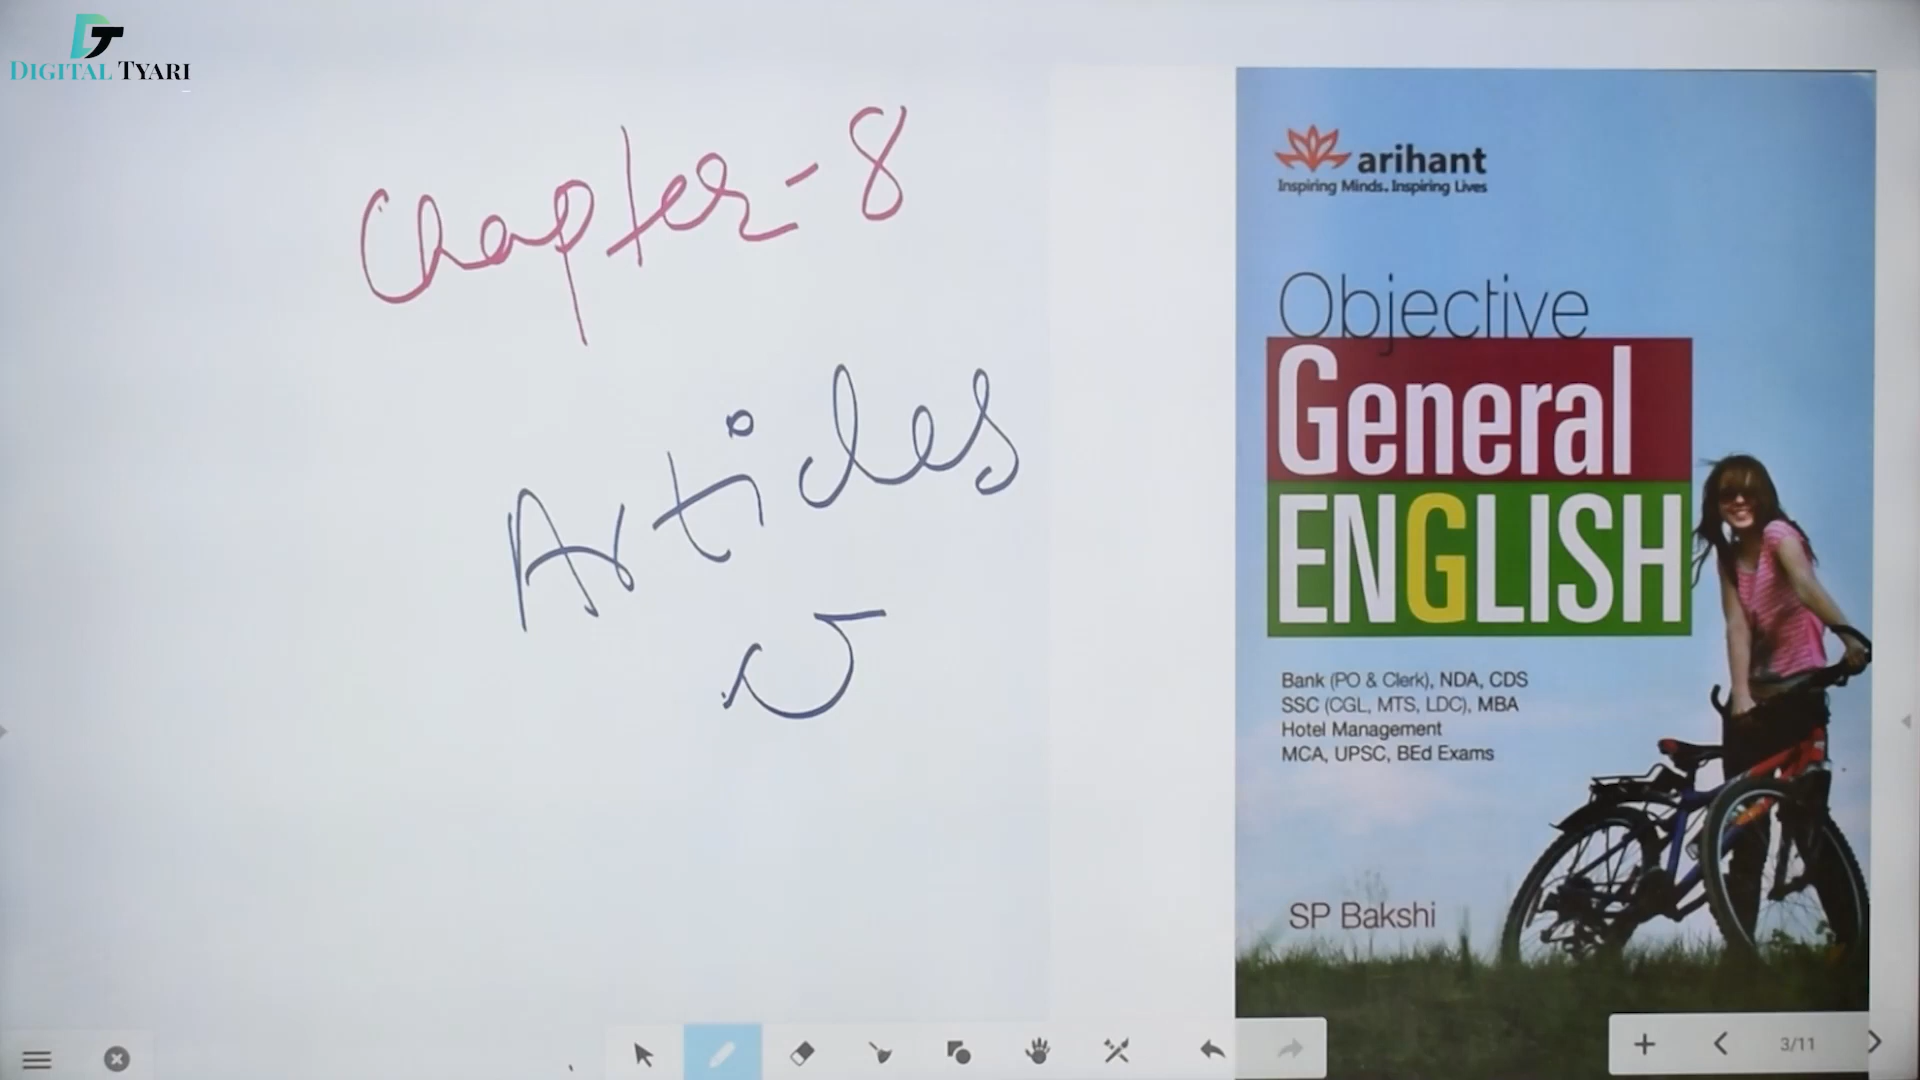 DT
DIGITAL TYARI
Chapter-8
Articles
arihant
Inspiring Minds. Inspiring Lives
Objective
General
ENGLISH
Bank (PO & Clerk), NDA, CDS
SSC (CGL, MTS, LDC), MBA
Hotel Management
MCA, UPSC, BEd Exams
SP Bakshi
3/11